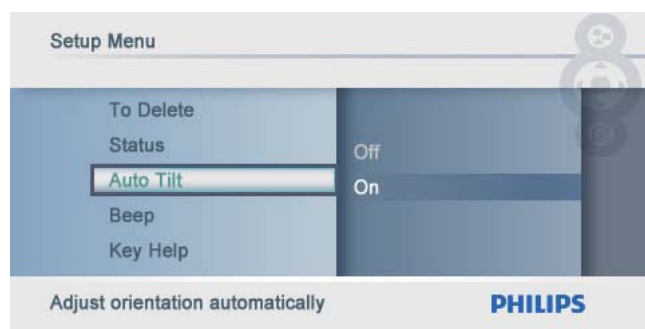 Setup Menu
To Delete
Status
Auto Tilt
Beep
Key Help
Off
On
Adjust orientation automatically
PHILIPS